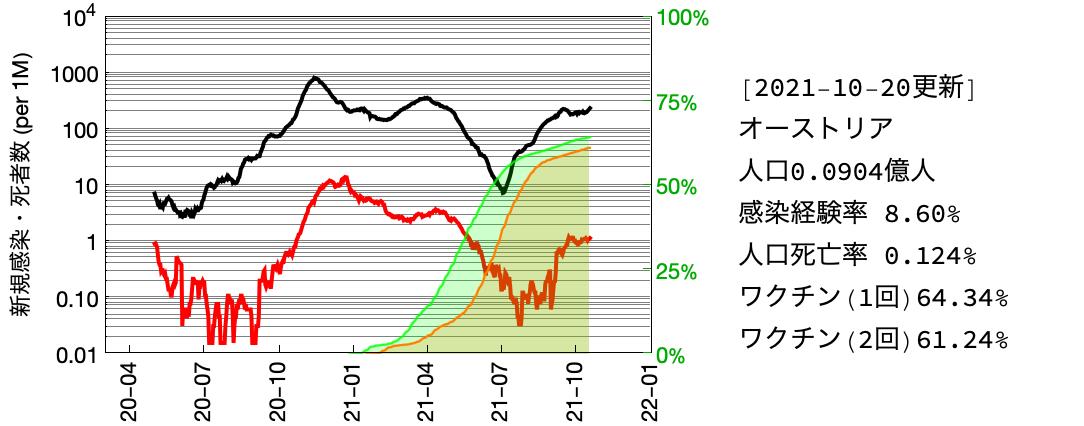 10^4
1000
100
10
1
0.10
0.01
新規感染・死者数 (per 1M)
100%
75%
50%
25%
0%
20-04
20-07
20-10
21-01
21-04
21-07
21-10
22-01
[2021-10-20更新]
オーストリア
人口0.0904億人
感染経験率 8.60%
人口死亡率 0.124%
ワクチン(1回)64.34%
ワクチン(2回)61.24%